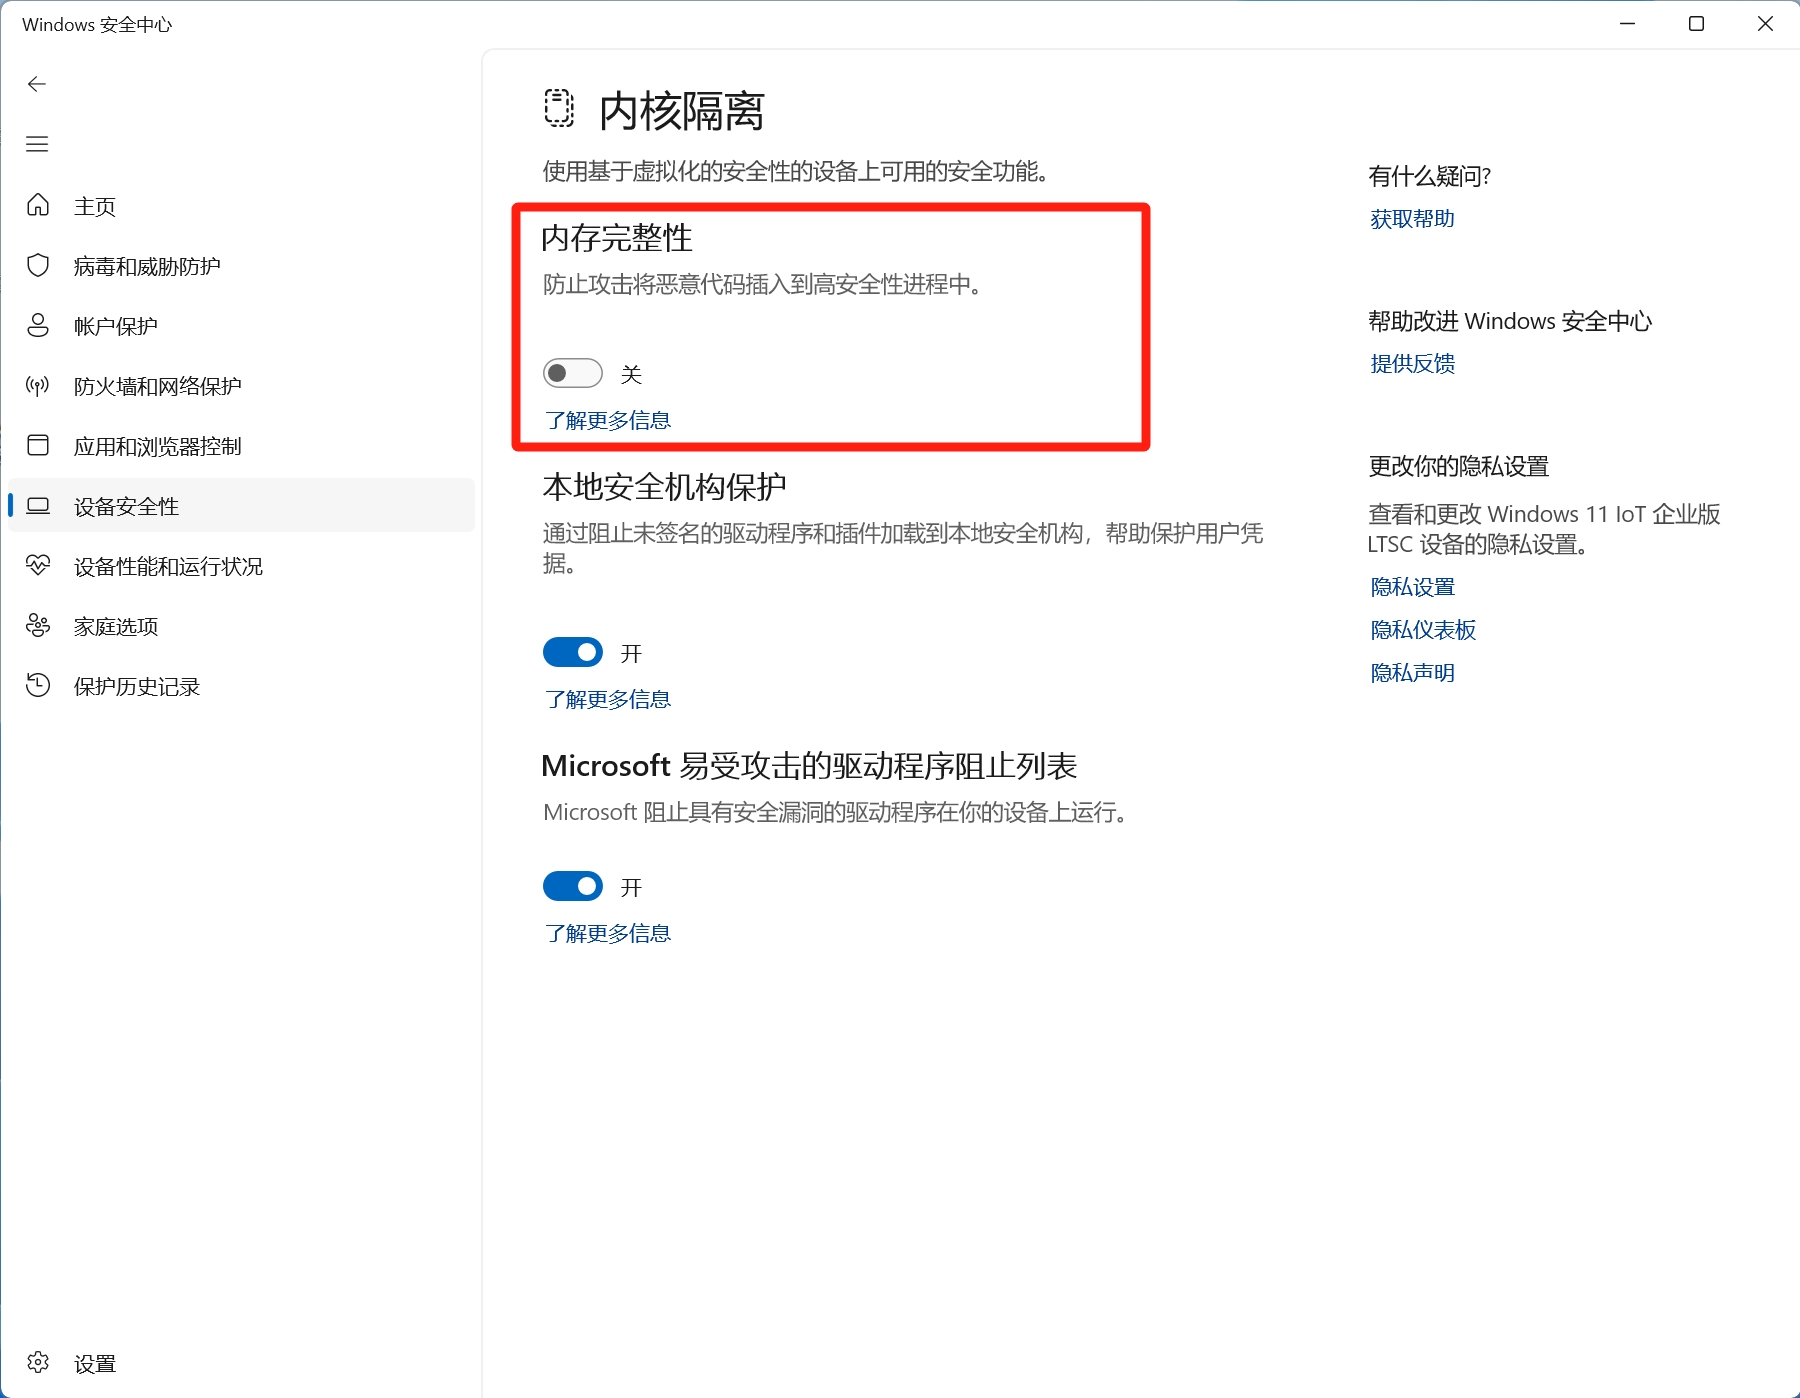 Windows 安全中心
主页
病毒和威胁防护
帐户保护
防火墙和网络保护
应用和浏览器控制
设备安全性
设备性能和运行状况
家庭选项
保护历史记录
设置
内核隔离
使用基于虚拟化的安全性的设备上可用的安全功能。
内存完整性
防止攻击将恶意代码插入到高安全性进程中。
关
了解更多信息
本地安全机构保护
通过阻止未签名的驱动程序和插件加载到本地安全机构，帮助保护用户凭
据。
开
了解更多信息
Microsoft 易受攻击的驱动程序阻止列表
Microsoft 阻止具有安全漏洞的驱动程序在你的设备上运行。
开
了解更多信息
有什么疑问?
获取帮助
帮助改进 Windows 安全中心
提供反馈
更改你的隐私设置
查看和更改 Windows 11 IoT 企业版
LTSC 设备的隐私设置。
隐私设置
隐私仪表板
隐私声明